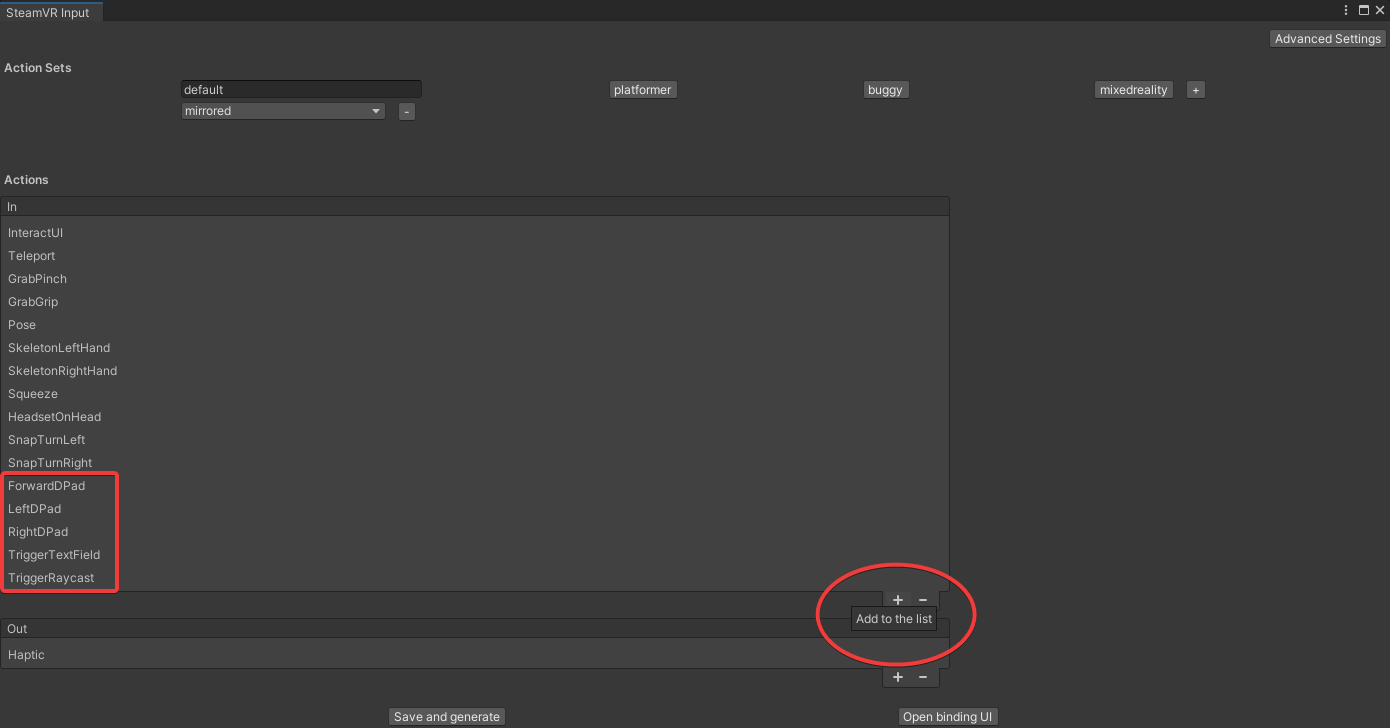 SteamVR Input
Advanced Settings
Action Sets
default platformer buggy mixedreality +
mirrored -
Actions
In
InteractUI
Teleport
GrabPinch
GrabGrip
Pose
SkeletonLeftHand
SkeletonRightHand
Squeeze
HeadsetOnHead
SnapTurnLeft
SnapTurnRight
ForwardDPad
LeftDPad
RightDPad
TriggerTextField
TriggerRaycast
+ −
Add to the list
Out
Haptic
+ −
Save and generate Open binding UI